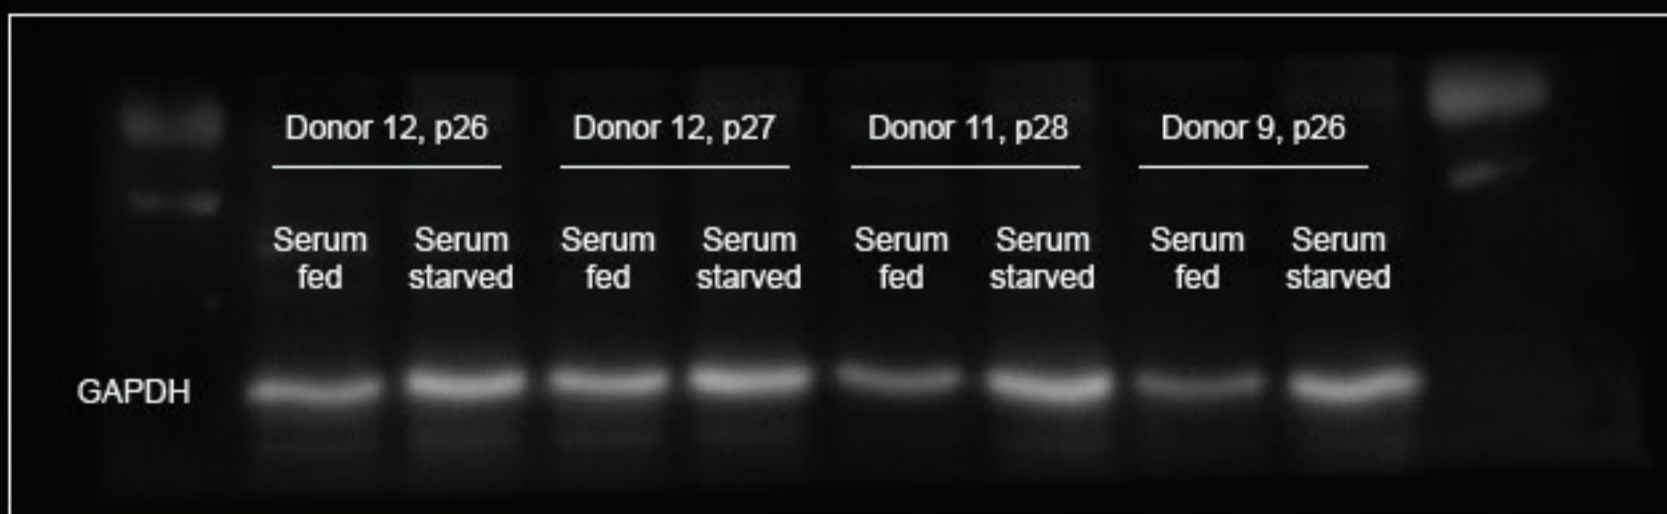 Donor 12, p26 Donor 12, p27 Donor 11, p28 Donor 9, p26
Serum Serum Serum Serum Serum Serum Serum Serum
fed starved fed starved fed starved fed starved
GAPDH